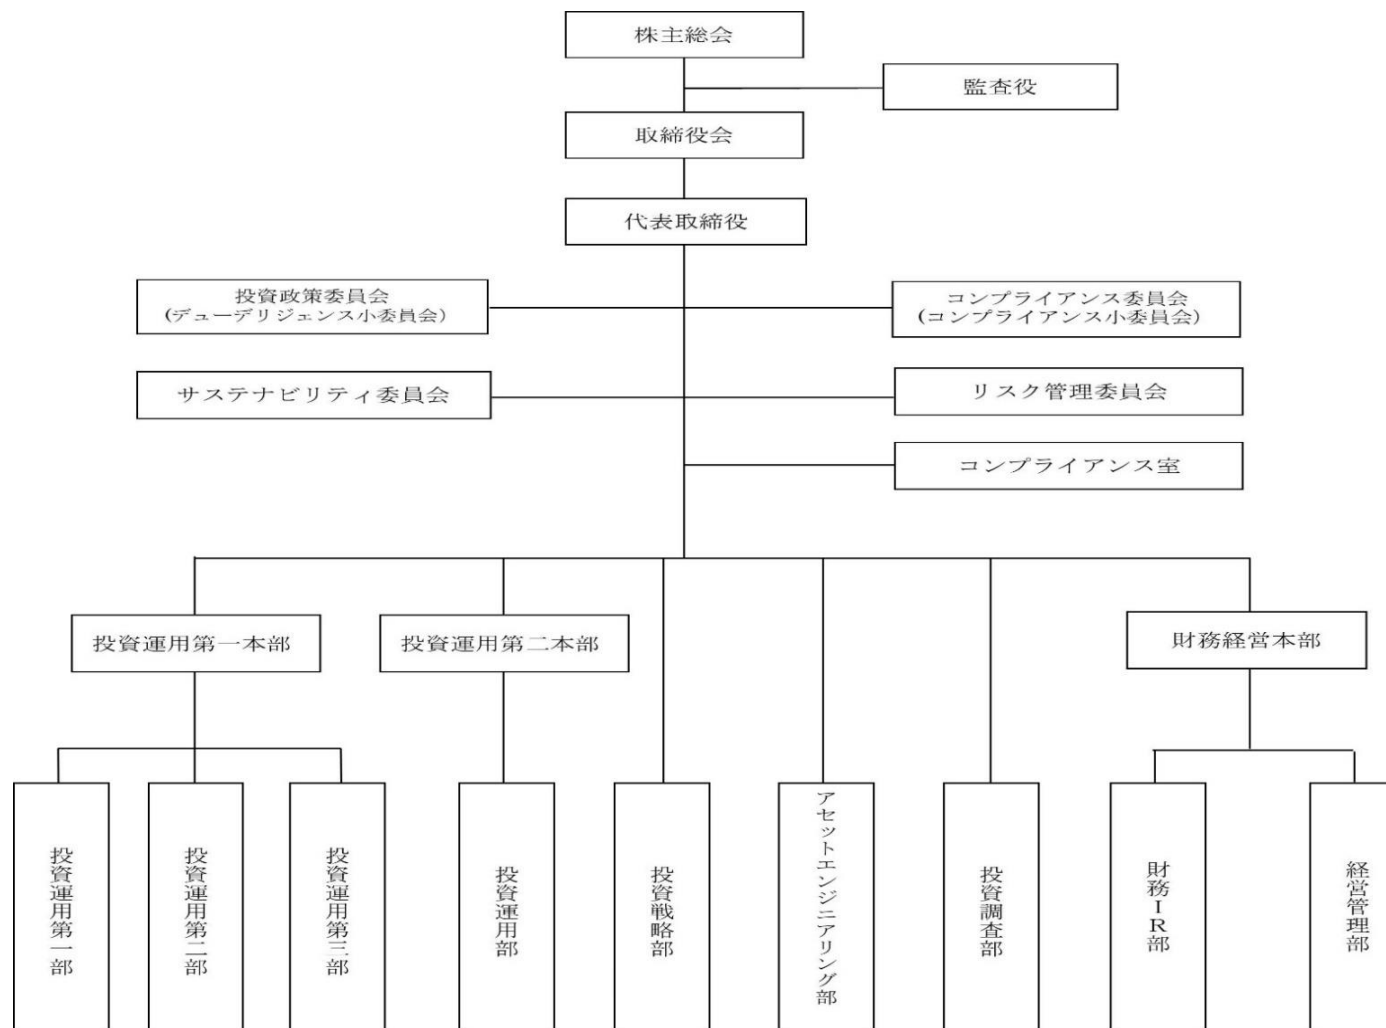 株主総会
監査役
取締役会
代表取締役
投資政策委員会
(デューデリジェンス小委員会)
コンプライアンス委員会
(コンプライアンス小委員会)
サステナビリティ委員会
リスク管理委員会
コンプライアンス室
投資運用第一本部
投資運用第二本部
財務経営本部
投資運用第一部
投資運用第二部
投資運用第三部
投資運用部
投資戦略部
アセットエンジニアリング部
投資調査部
財務IR部
経営管理部